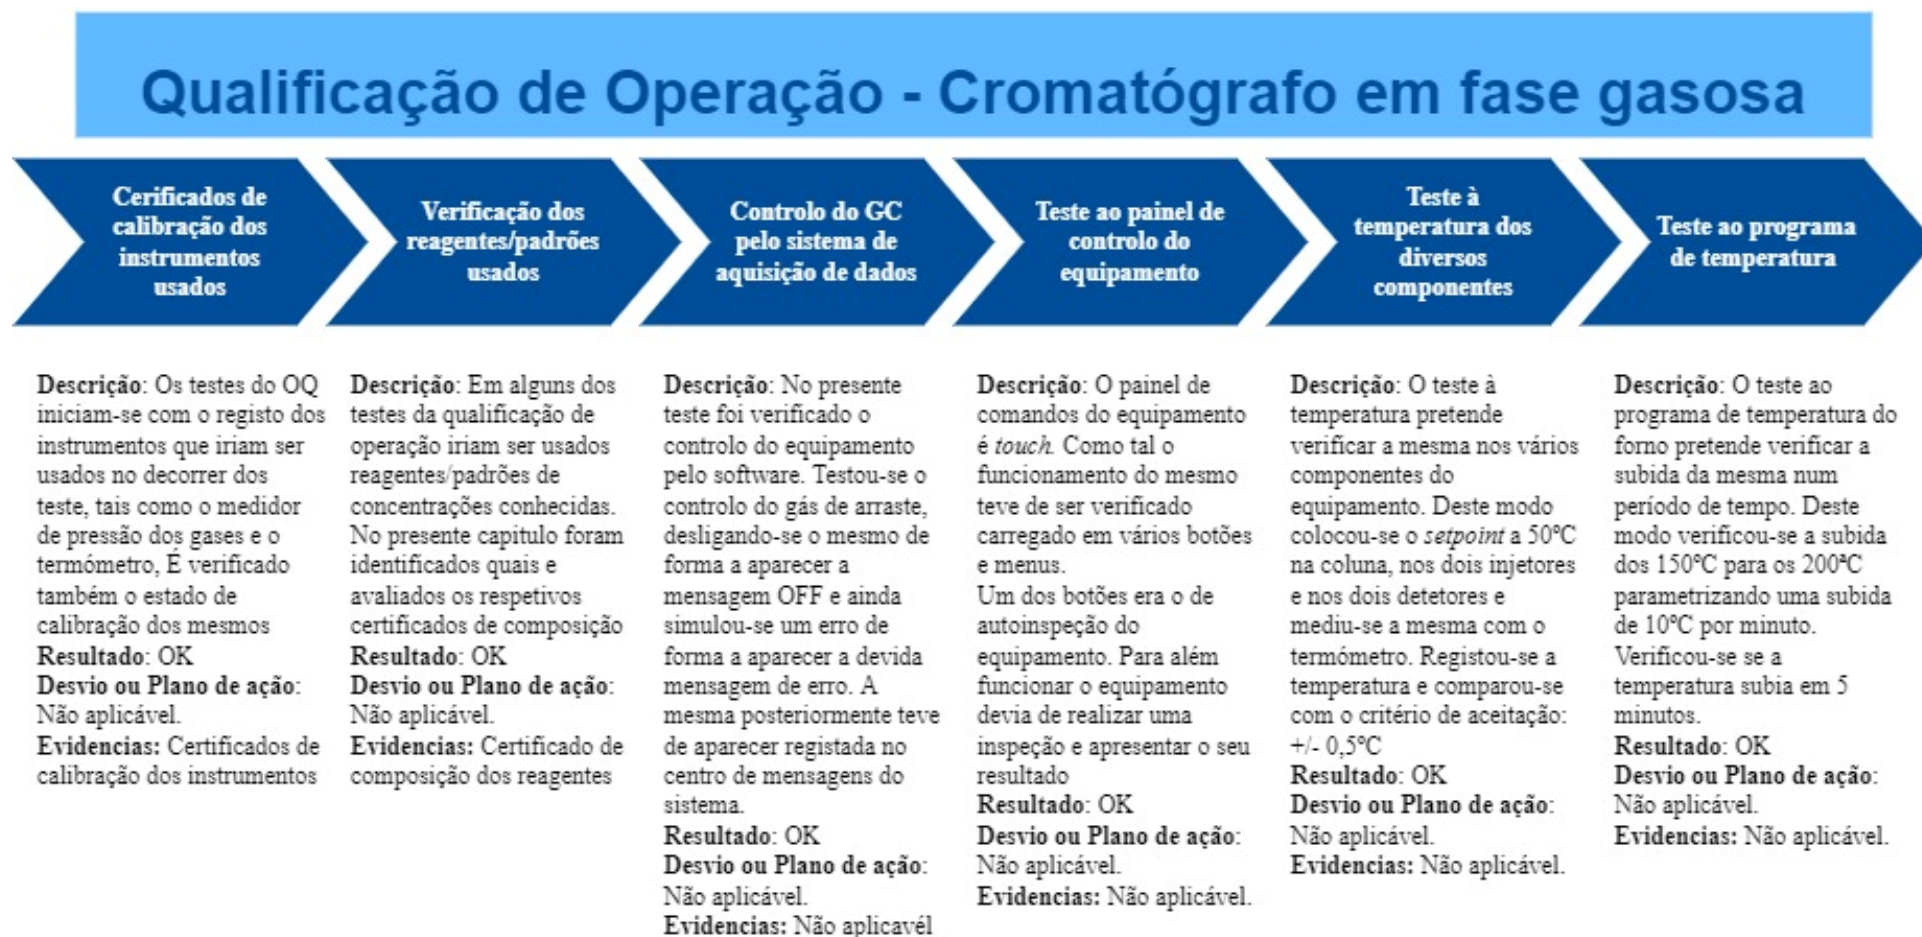 Qualificação de Operação - Cromatógrafo em fase gasosa
Cerificados de
calibração dos
instrumentos
usados
Verificação dos
reagentes/padrões
usados
Controlo do GC
pelo sistema de
aquisição de dados
Teste ao painel de
controlo do
equipamento
Teste à
temperatura dos
diversos
componentes
Teste ao programa
de temperatura
Descrição: Os testes do OQ
iniciam-se com o registo dos
instrumentos que iriam ser
usados no decorrer dos
teste, tais como o medidor
de pressão dos gases e o
termómetro, É verificado
também o estado de
calibração dos mesmos
Resultado: OK
Desvio ou Plano de ação:
Não aplicável.
Evidencias: Certificados de
calibração dos instrumentos
Descrição: Em alguns dos
testes da qualificação de
operação iriam ser usados
reagentes/padrões de
concentrações conhecidas.
No presente capitulo foram
identificados quais e
avaliados os respetivos
certificados de composição
Resultado: OK
Desvio ou Plano de ação:
Não aplicável.
Evidencias: Certificado de
composição dos reagentes
Descrição: No presente
teste foi verificado o
controlo do equipamento
pelo software. Testou-se o
controlo do gás de arraste,
desligando-se o mesmo de
forma a aparecer a
mensagem OFF e ainda
simulou-se um erro de
forma a aparecer a devida
mensagem de erro. A
mesma posteriormente teve
de aparecer registada no
centro de mensagens do
sistema.
Resultado: OK
Desvio ou Plano de ação:
Não aplicável.
Evidencias: Não aplicavél
Descrição: O painel de
comandos do equipamento
é touch. Como tal o
funcionamento do mesmo
teve de ser verificado
carregado em vários botões
e menus.
Um dos botões era o de
autoinspeção do
equipamento. Para além
funcionar o equipamento
devia de realizar uma
inspeção e apresentar o seu
resultado
Resultado: OK
Desvio ou Plano de ação:
Não aplicável.
Evidencias: Não aplicável.
Descrição: O teste à
temperatura pretende
verificar a mesma nos vários
componentes do
equipamento. Deste modo
colocou-se o setpoint a 50ºC
na coluna, nos dois injetores
e nos dois detetores e
mediu-se a mesma com o
termómetro. Registou-se a
temperatura e comparou-se
com o critério de aceitação:
+/- 0,5ºC
Resultado: OK
Desvio ou Plano de ação:
Não aplicável.
Evidencias: Não aplicável.
Descrição: O teste ao
programa de temperatura do
forno pretende verificar a
subida da mesma num
período de tempo. Deste
modo verificou-se a subida
dos 150ºC para os 200ªC
parametrizando uma subida
de 10ºC por minuto.
Verificou-se se a
temperatura subia em 5
minutos.
Resultado: OK
Desvio ou Plano de ação:
Não aplicável.
Evidencias: Não aplicável.